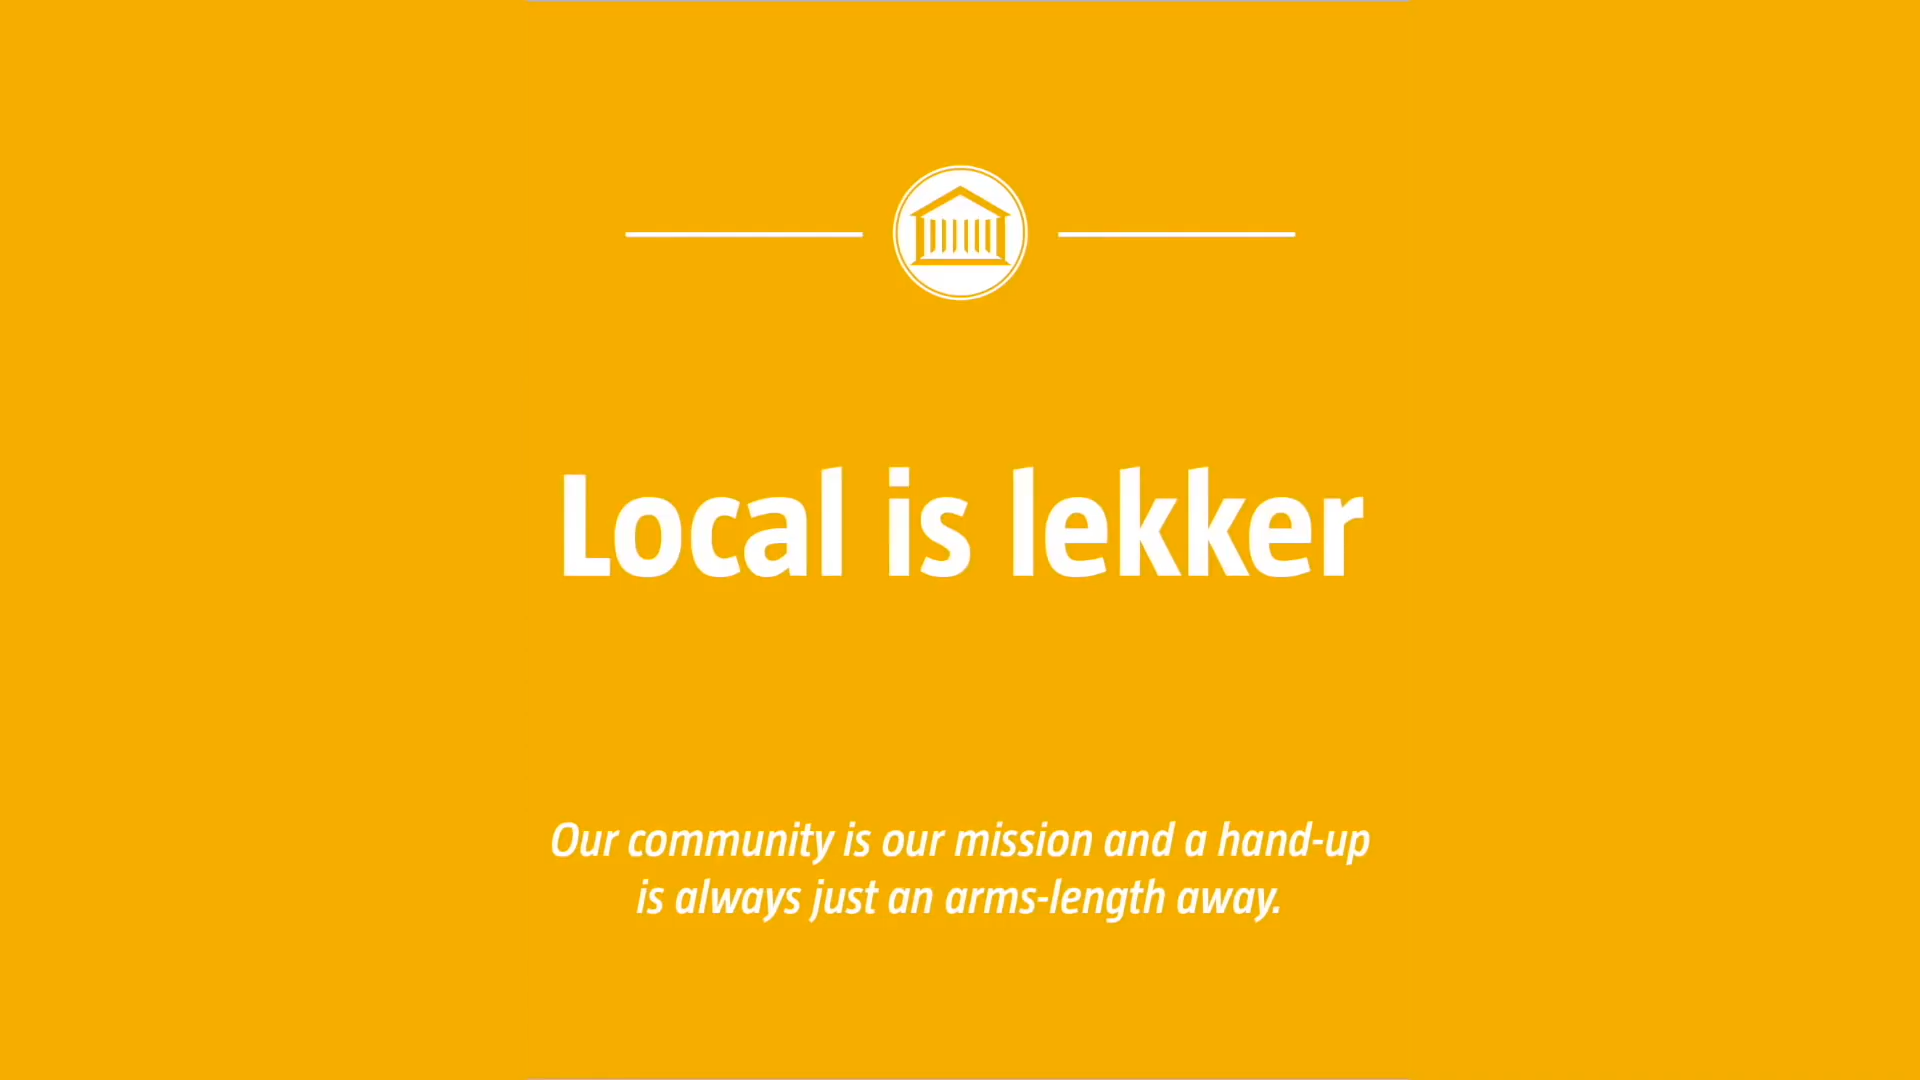 Local is lekker
Our community is our mission and a hand-up
is always just an arms-length away.